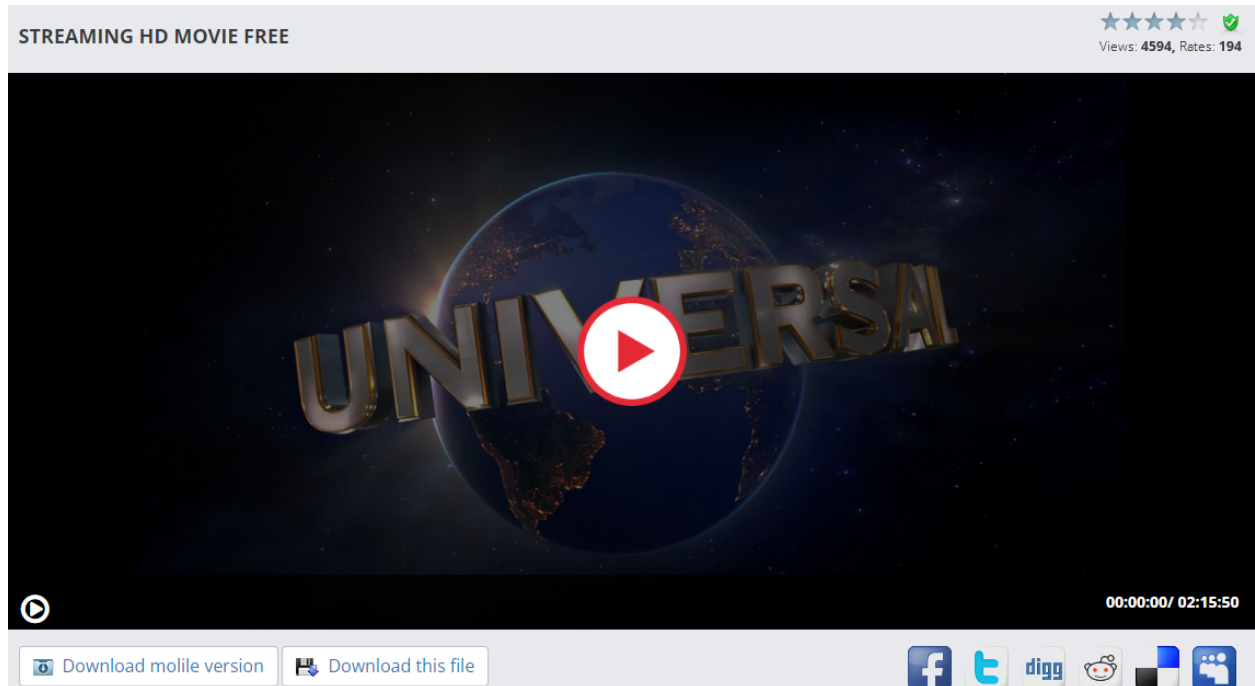 STREAMING HD MOVIE FREE
Views: 4594, Rates: 194
UNIVERSAL
00:00:00/ 02:15:50
Download molile version
Download this file
f
t
digg